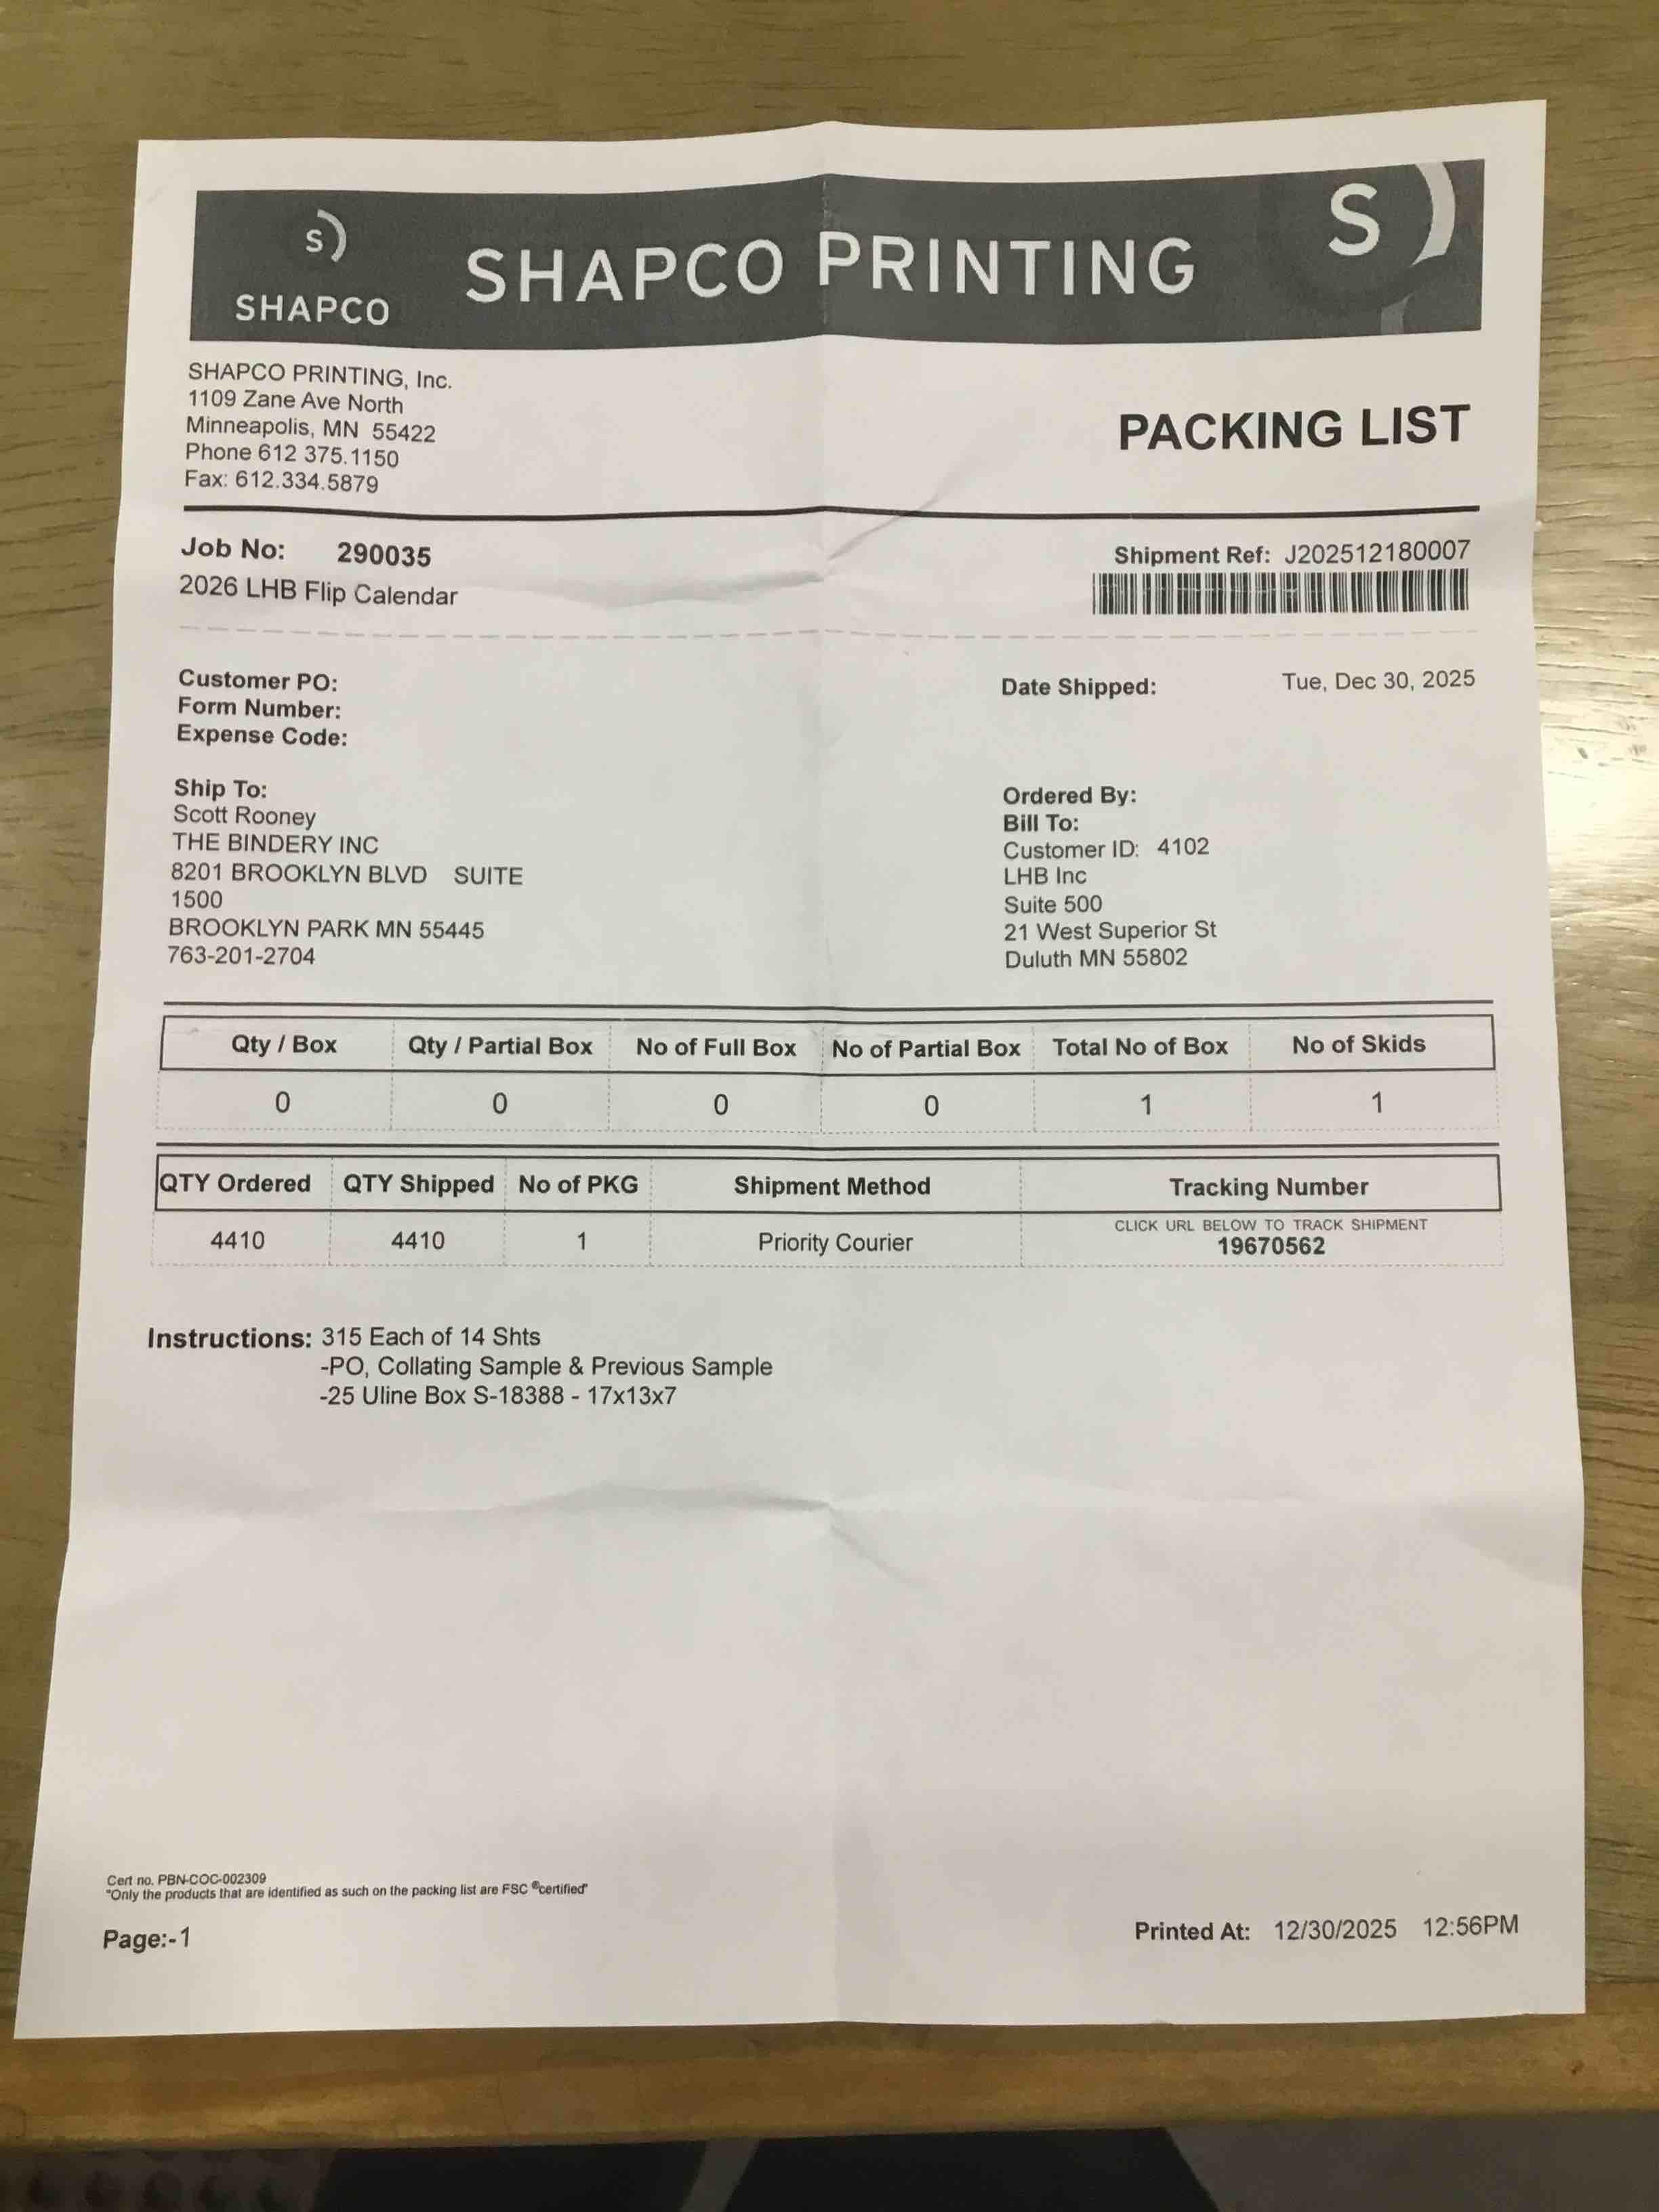 S)
SHAPCO
SHAPCO PRINTING
S)
SHAPCO PRINTING, Inc.
1109 Zane Ave North
Minneapolis, MN 55422
Phone 612 375.1150
Fax: 612.334.5879
PACKING LIST
Job No: 290035
2026 LHB Flip Calendar
Shipment Ref: J202512180007
Customer PO:
Form Number:
Expense Code:
Date Shipped: Tue, Dec 30, 2025
Ship To:
Scott Rooney
THE BINDERY INC
8201 BROOKLYN BLVD SUITE
1500
BROOKLYN PARK MN 55445
763-201-2704
Ordered By:
Bill To:
Customer ID: 4102
LHB Inc
Suite 500
21 West Superior St
Duluth MN 55802
Qty / Box Qty / Partial Box No of Full Box No of Partial Box Total No of Box No of Skids
0 0 0 0 1 1
QTY Ordered QTY Shipped No of PKG Shipment Method Tracking Number
CLICK URL BELOW TO TRACK SHIPMENT
4410 4410 1 Priority Courier 19670562
Instructions: 315 Each of 14 Shts
-PO, Collating Sample & Previous Sample
-25 Uline Box S-18388 - 17x13x7
Cert no. PBN-COC-002309
"Only the products that are identified as such on the packing list are FSC ®certified"
Page:-1
Printed At: 12/30/2025 12:56PM